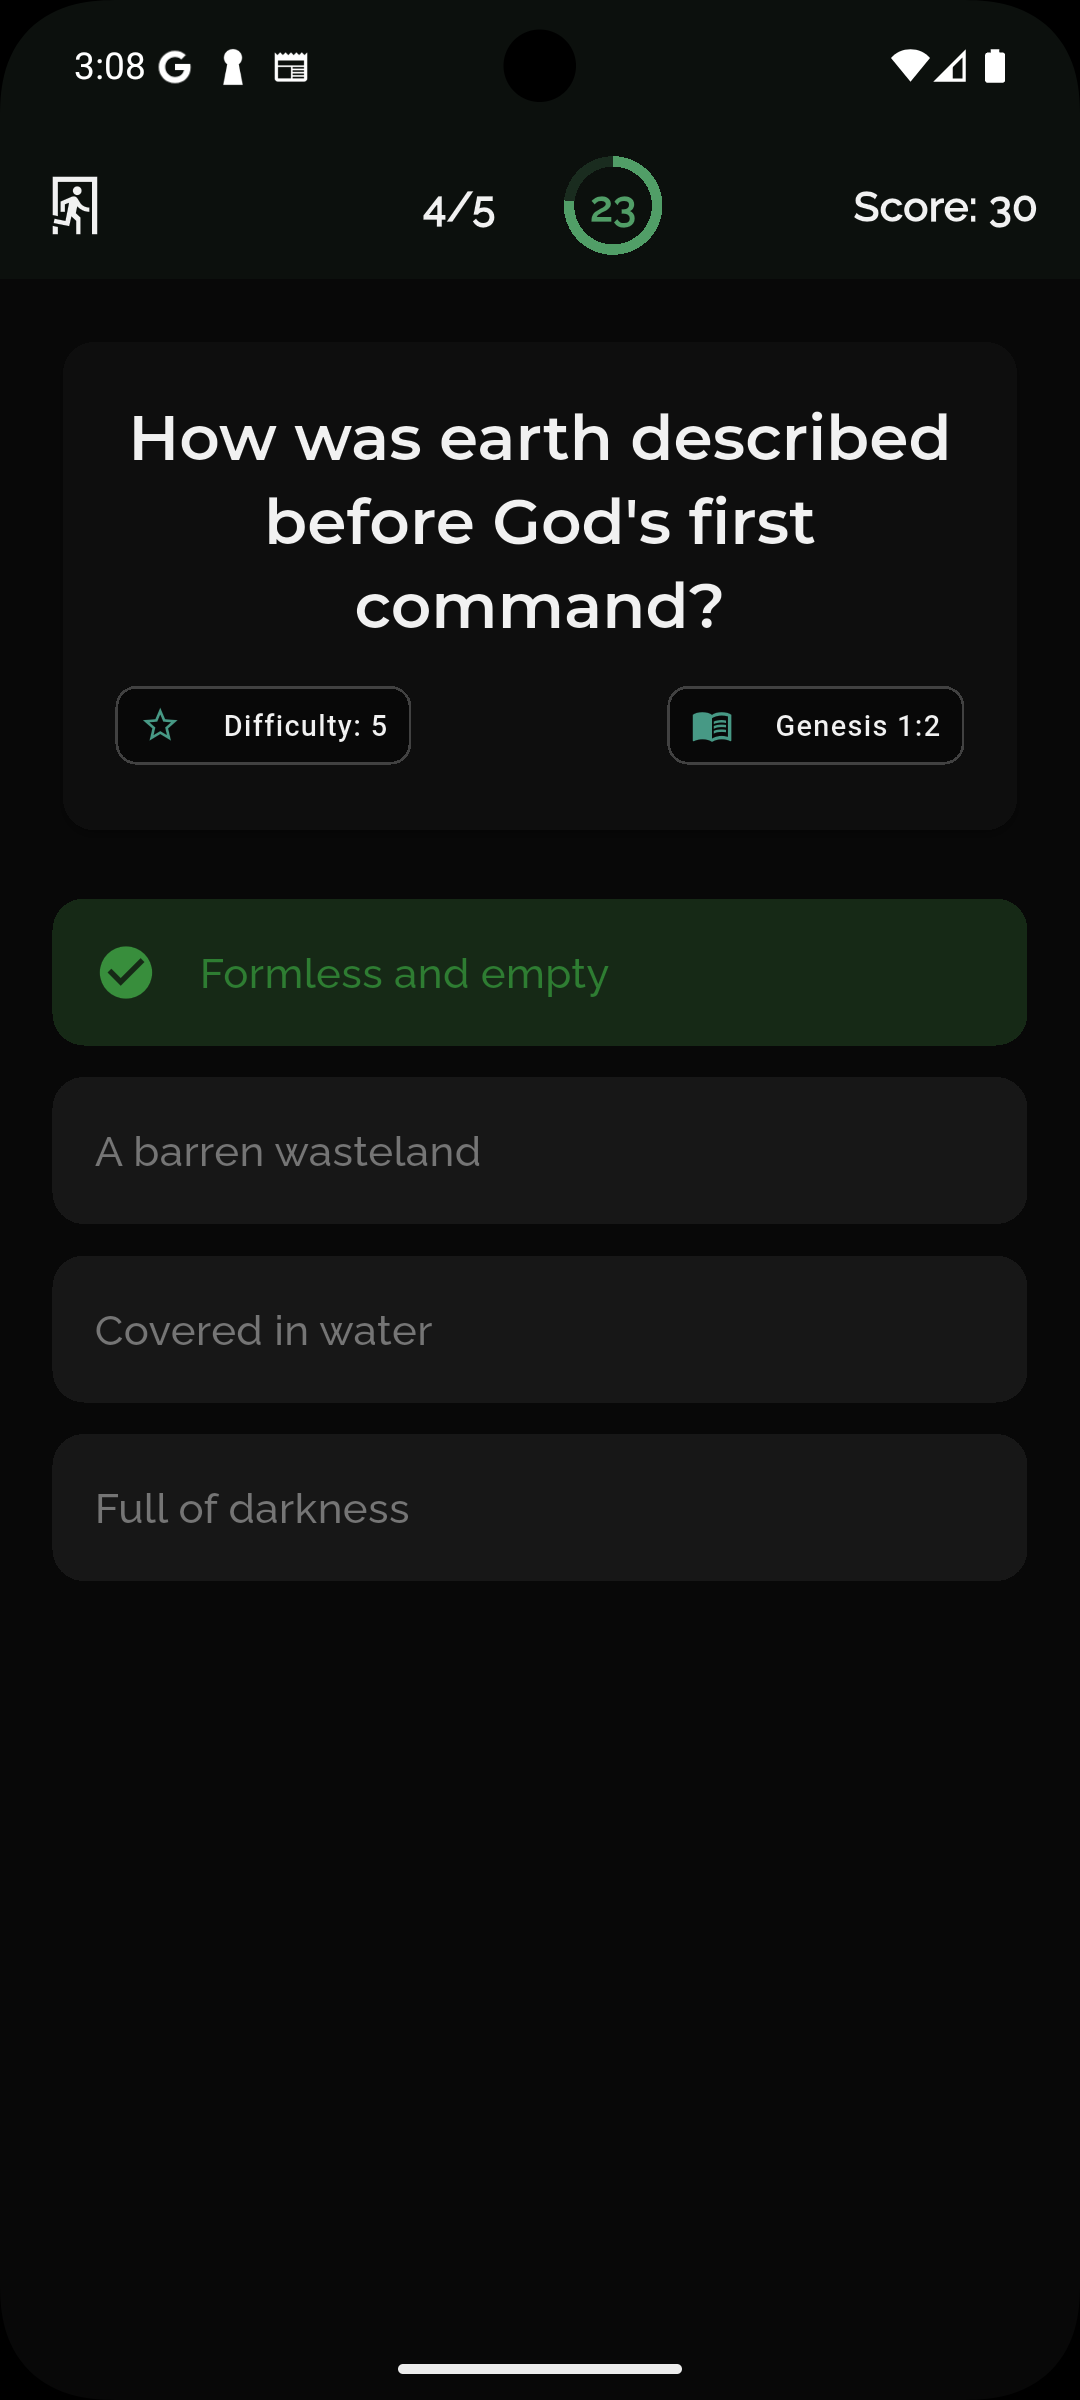 3:08
4/5
23
Score: 30
How was earth described
before God's first
command?
Difficulty: 5
Genesis 1:2
Formless and empty
A barren wasteland
Covered in water
Full of darkness